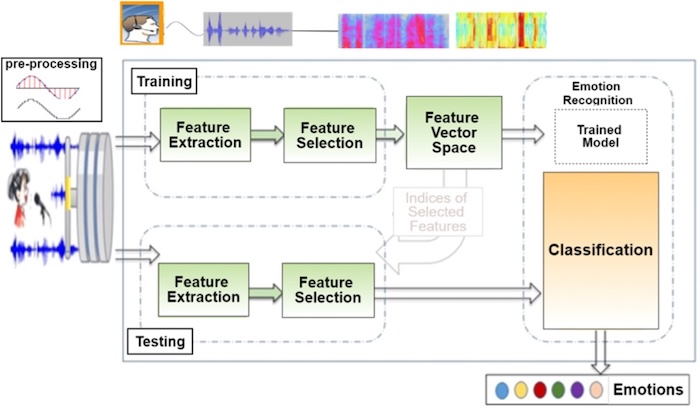 pre-processing
Training
Feature
Extraction
Feature
Selection
Feature
Vector
Space
Emotion
Recognition
Trained
Model
Indices of
Selected
Features
Classification
Feature
Extraction
Feature
Selection
Testing
Emotions